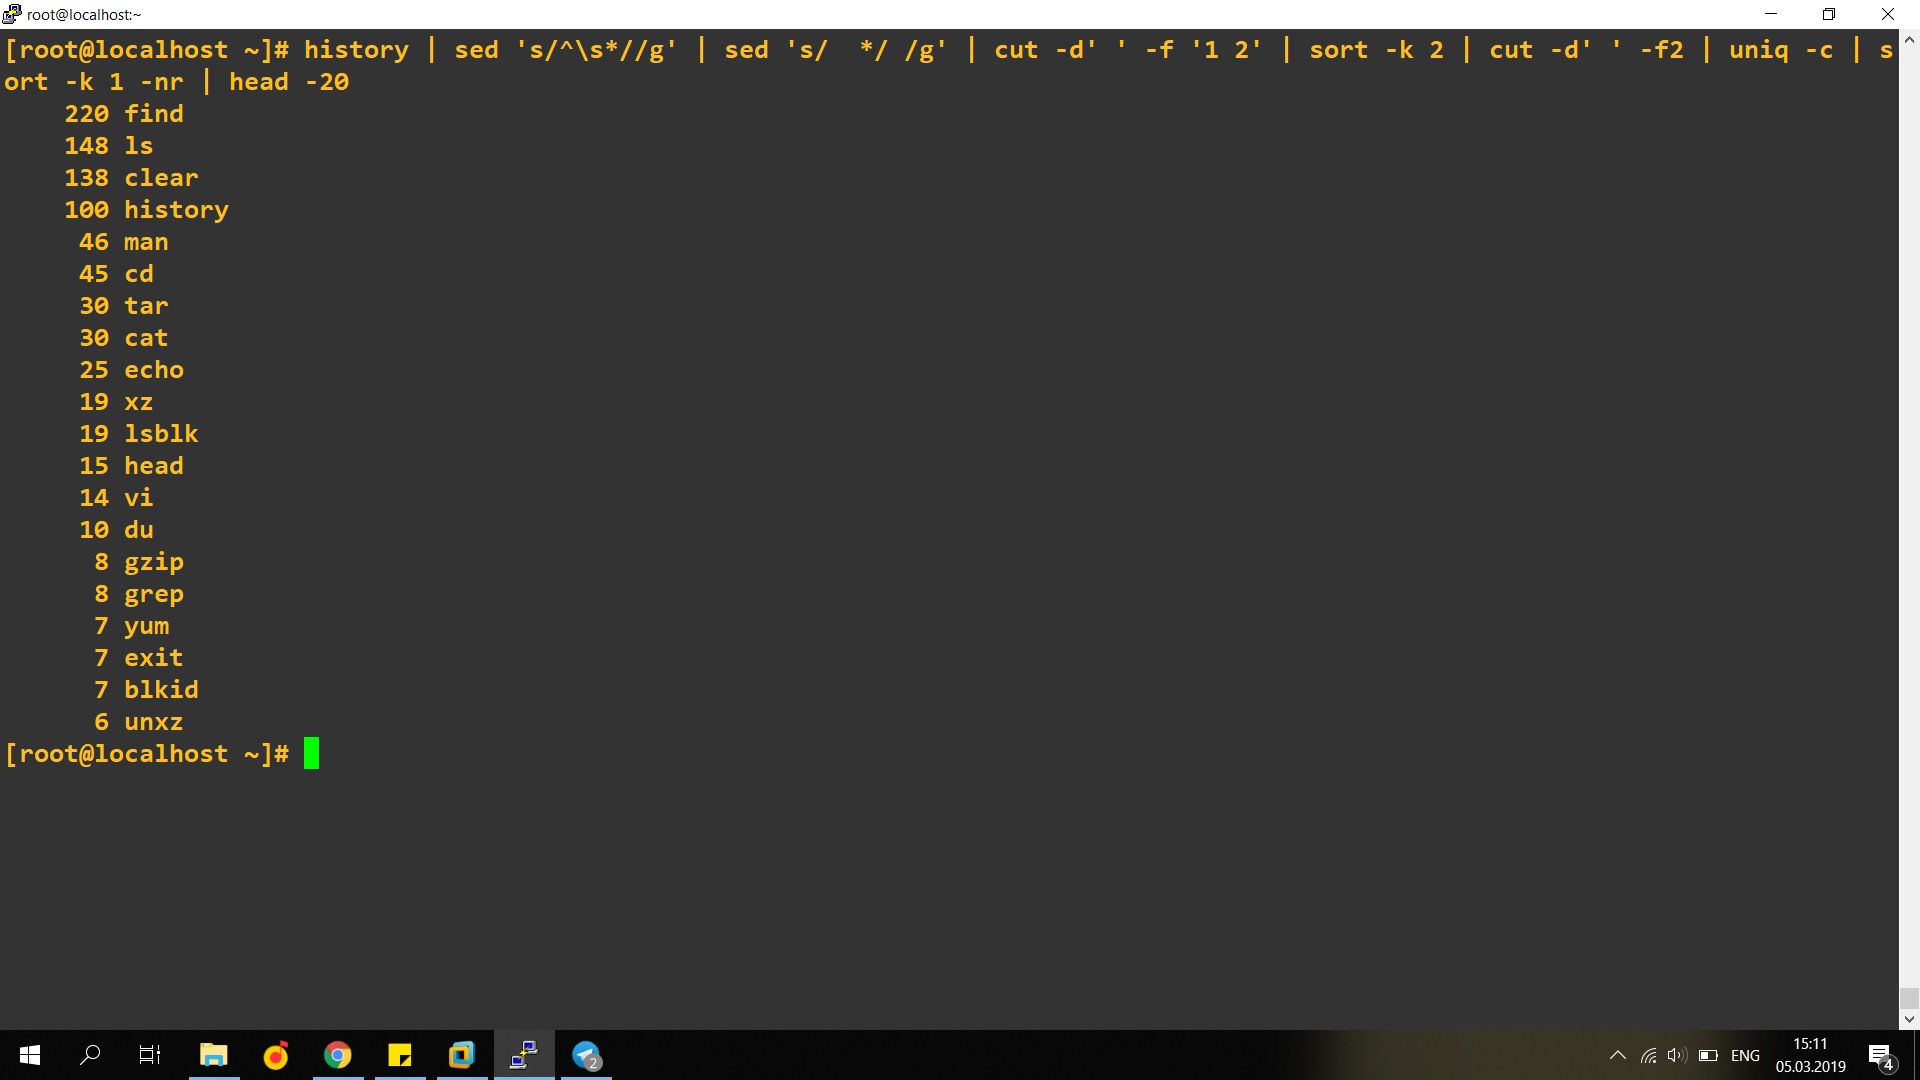 root@localhost:~
[root@localhost ~]# history | sed 's/^\s*//g' | sed 's/  */ /g' | cut -d' ' -f '1 2' | sort -k 2 | cut -d' ' -f2 | uniq -c | s
ort -k 1 -nr | head -20
    220 find
    148 ls
    138 clear
    100 history
     46 man
     45 cd
     30 tar
     30 cat
     25 echo
     19 xz
     19 lsblk
     15 head
     14 vi
     10 du
      8 gzip
      8 grep
      7 yum
      7 exit
      7 blkid
      6 unxz
[root@localhost ~]#
2
ENG
15:11
05.03.2019
4